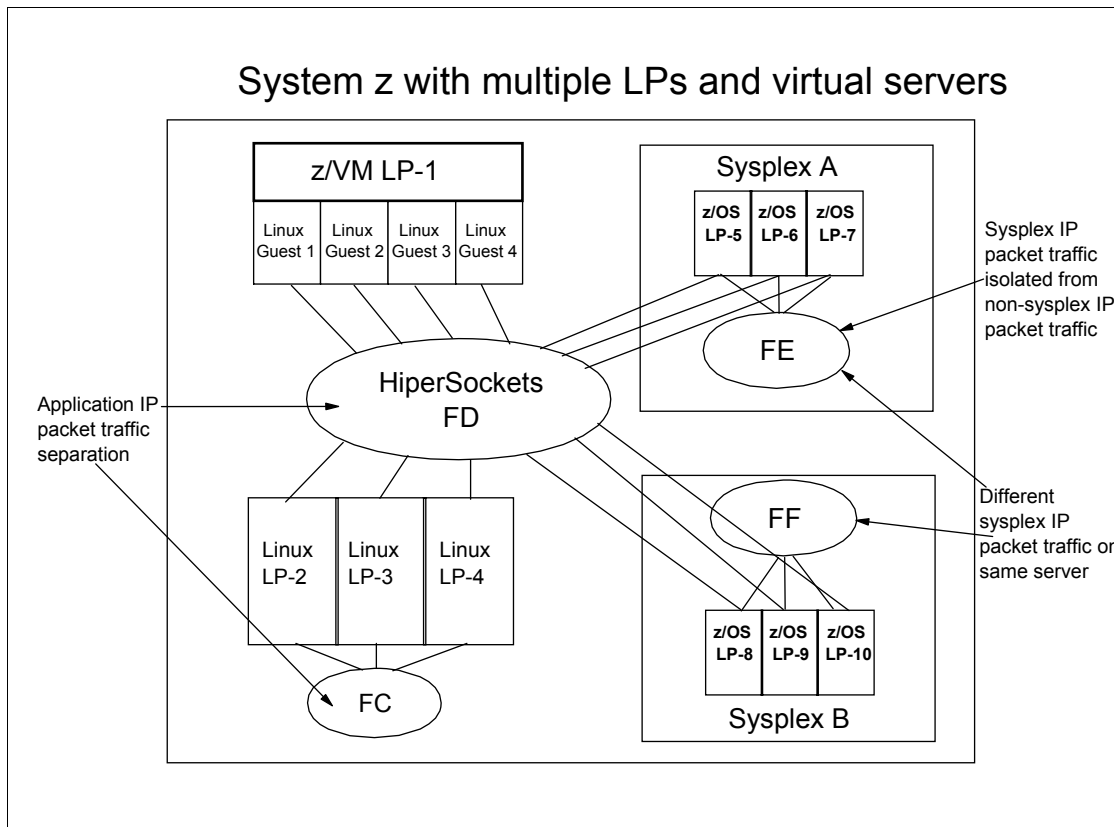 System z with multiple LPs and virtual servers
z/VM LP-1
Linux
Guest 1
Linux
Guest 2
Linux
Guest 3
Linux
Guest 4
Sysplex A
z/OS
LP-5
z/OS
LP-6
z/OS
LP-7
FE
Sysplex IP
packet traffic
isolated from
non-sysplex IP
packet traffic
HiperSockets
FD
Application IP
packet traffic
separation
Linux
LP-2
Linux
LP-3
Linux
LP-4
FC
FF
Different
sysplex IP
packet traffic on
same server
z/OS
LP-8
z/OS
LP-9
z/OS
LP-10
Sysplex B